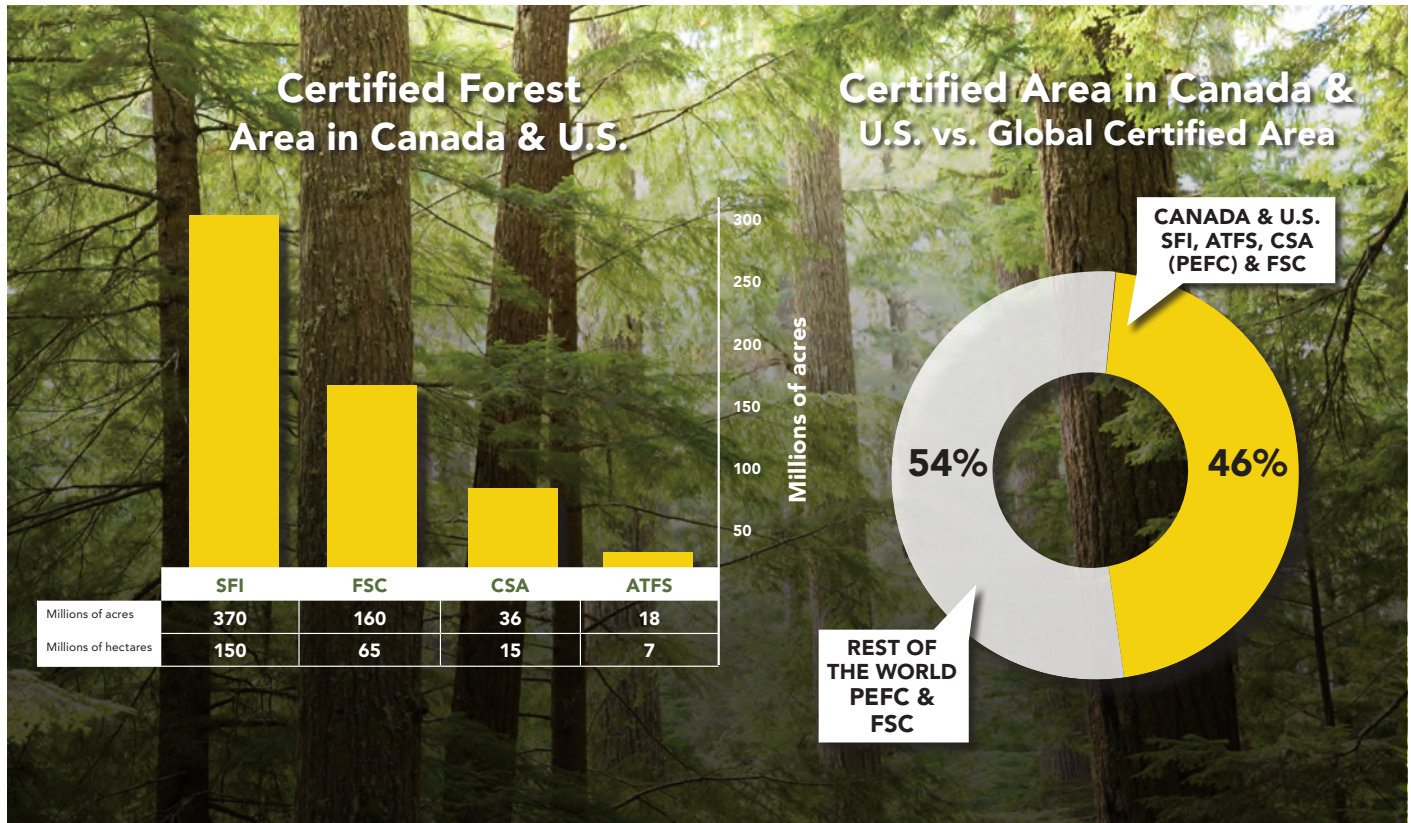 Certified Forest
Area in Canada & U.S.
300
250
200
150
100
50
Millions of acres
SFI FSC CSA ATFS
Millions of acres 370 160 36 18
Millions of hectares 150 65 15 7
Certified Area in Canada &
U.S. vs. Global Certified Area
CANADA & U.S.
SFI, ATFS, CSA
(PEFC) & FSC
54%
46%
REST OF
THE WORLD
PEFC &
FSC